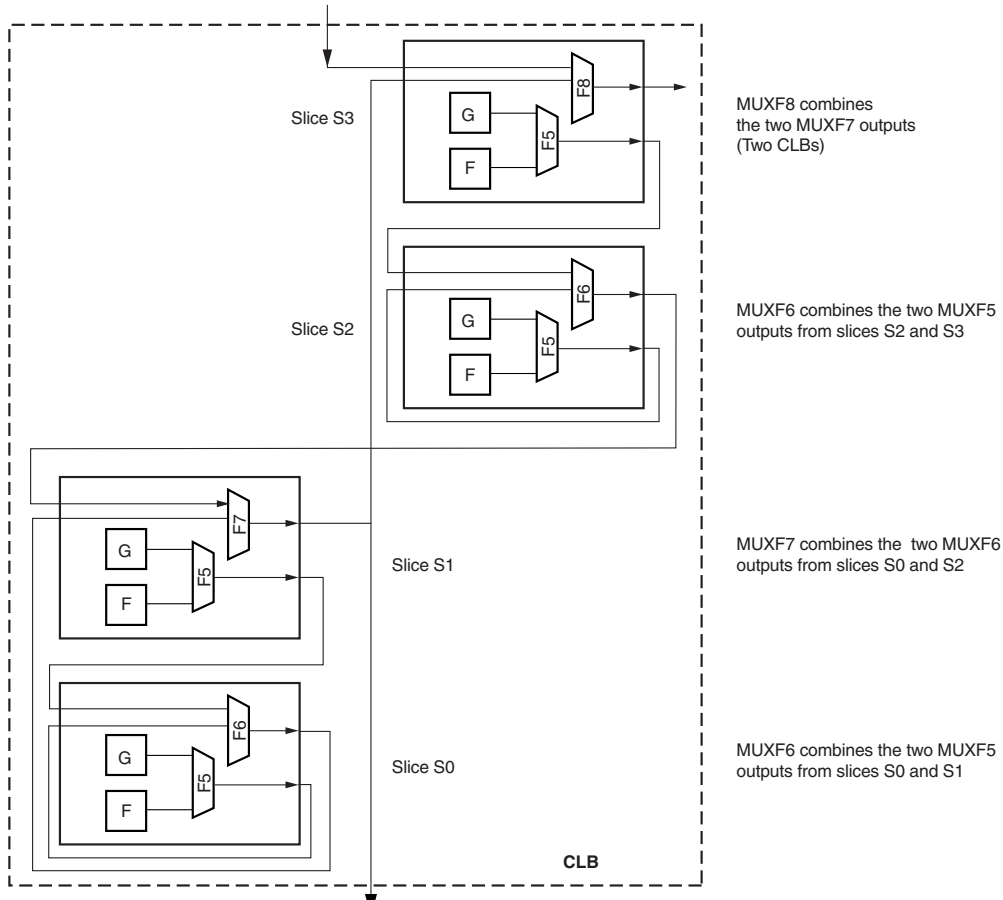 Slice S3
G
F
F5
F8
MUXF8 combines
the two MUXF7 outputs
(Two CLBs)
Slice S2
G
F
F5
F6
MUXF6 combines the two MUXF5
outputs from slices S2 and S3
G
F
F5
F7
Slice S1
MUXF7 combines the two MUXF6
outputs from slices S0 and S2
G
F
F5
F6
Slice S0
MUXF6 combines the two MUXF5
outputs from slices S0 and S1
CLB